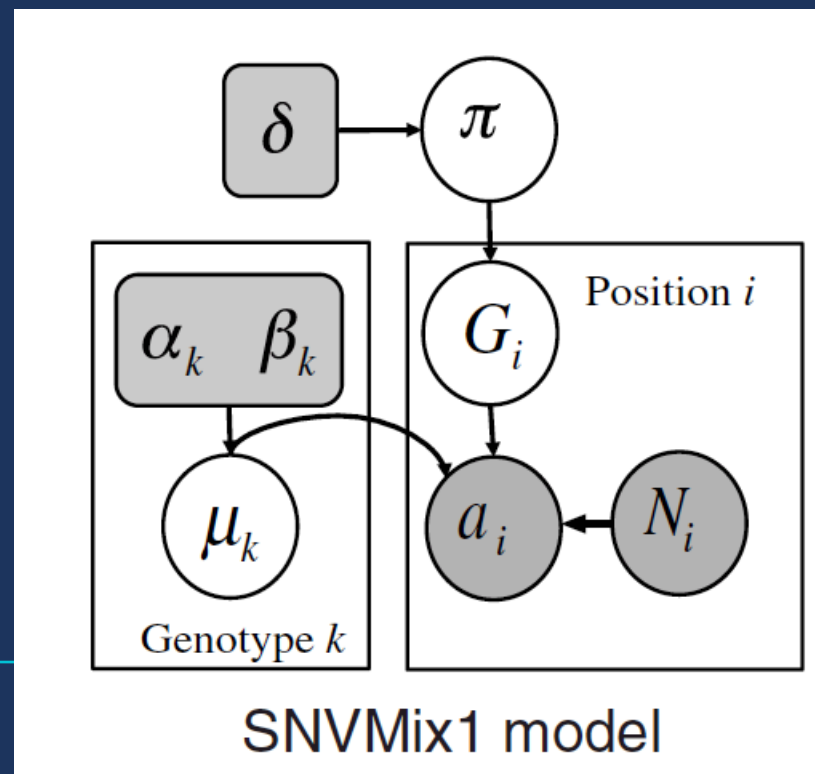 δ π
α_k β_k G_i Position i
μ_k a_i N_i
Genotype k
SNVMix1 model